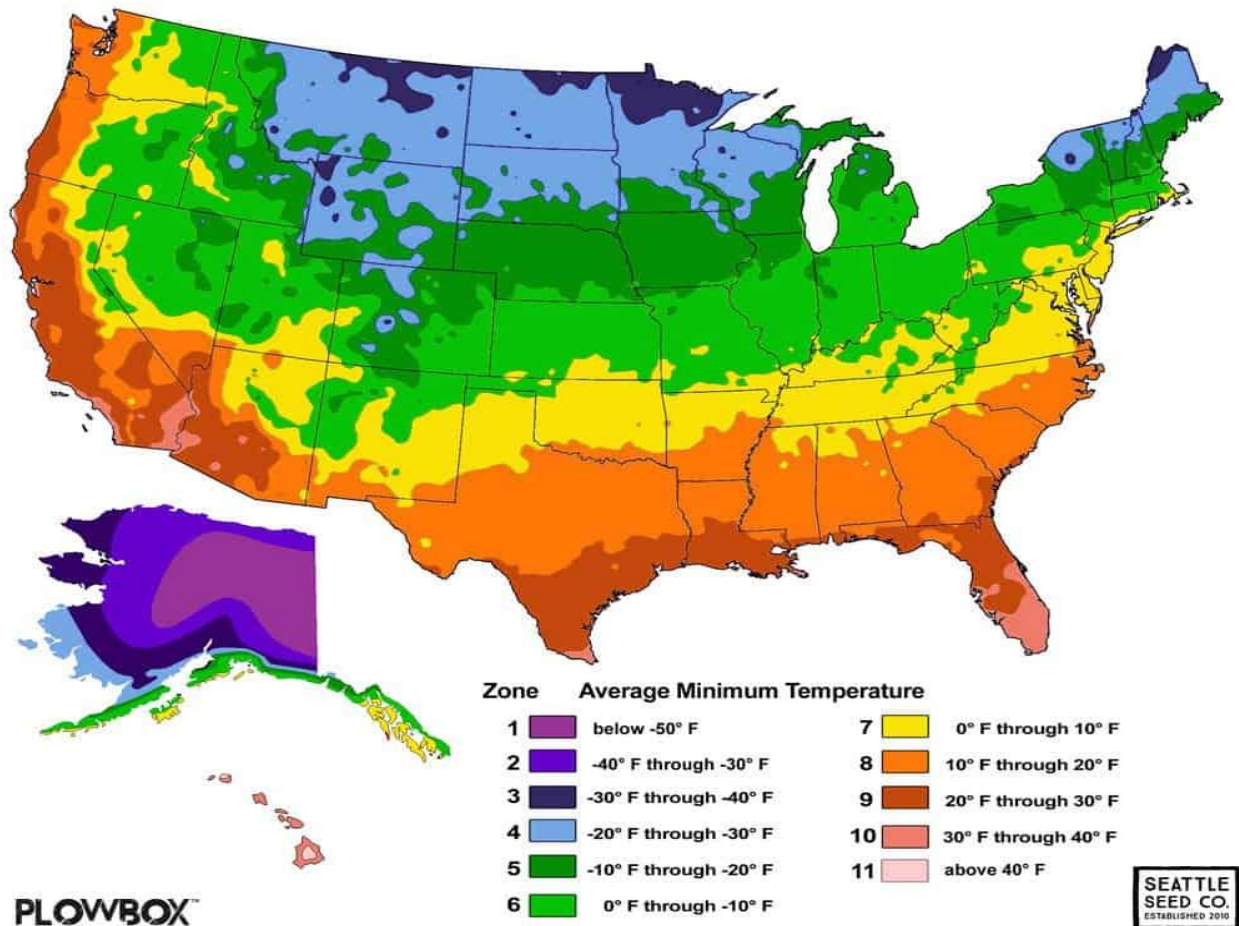 Zone Average Minimum Temperature
1 below -50° F
2 -40° F through -30° F
3 -30° F through -40° F
4 -20° F through -30° F
5 -10° F through -20° F
6 0° F through -10° F
7 0° F through 10° F
8 10° F through 20° F
9 20° F through 30° F
10 30° F through 40° F
11 above 40° F
PLOWBOX™
SEATTLE
SEED CO.
ESTABLISHED 2010